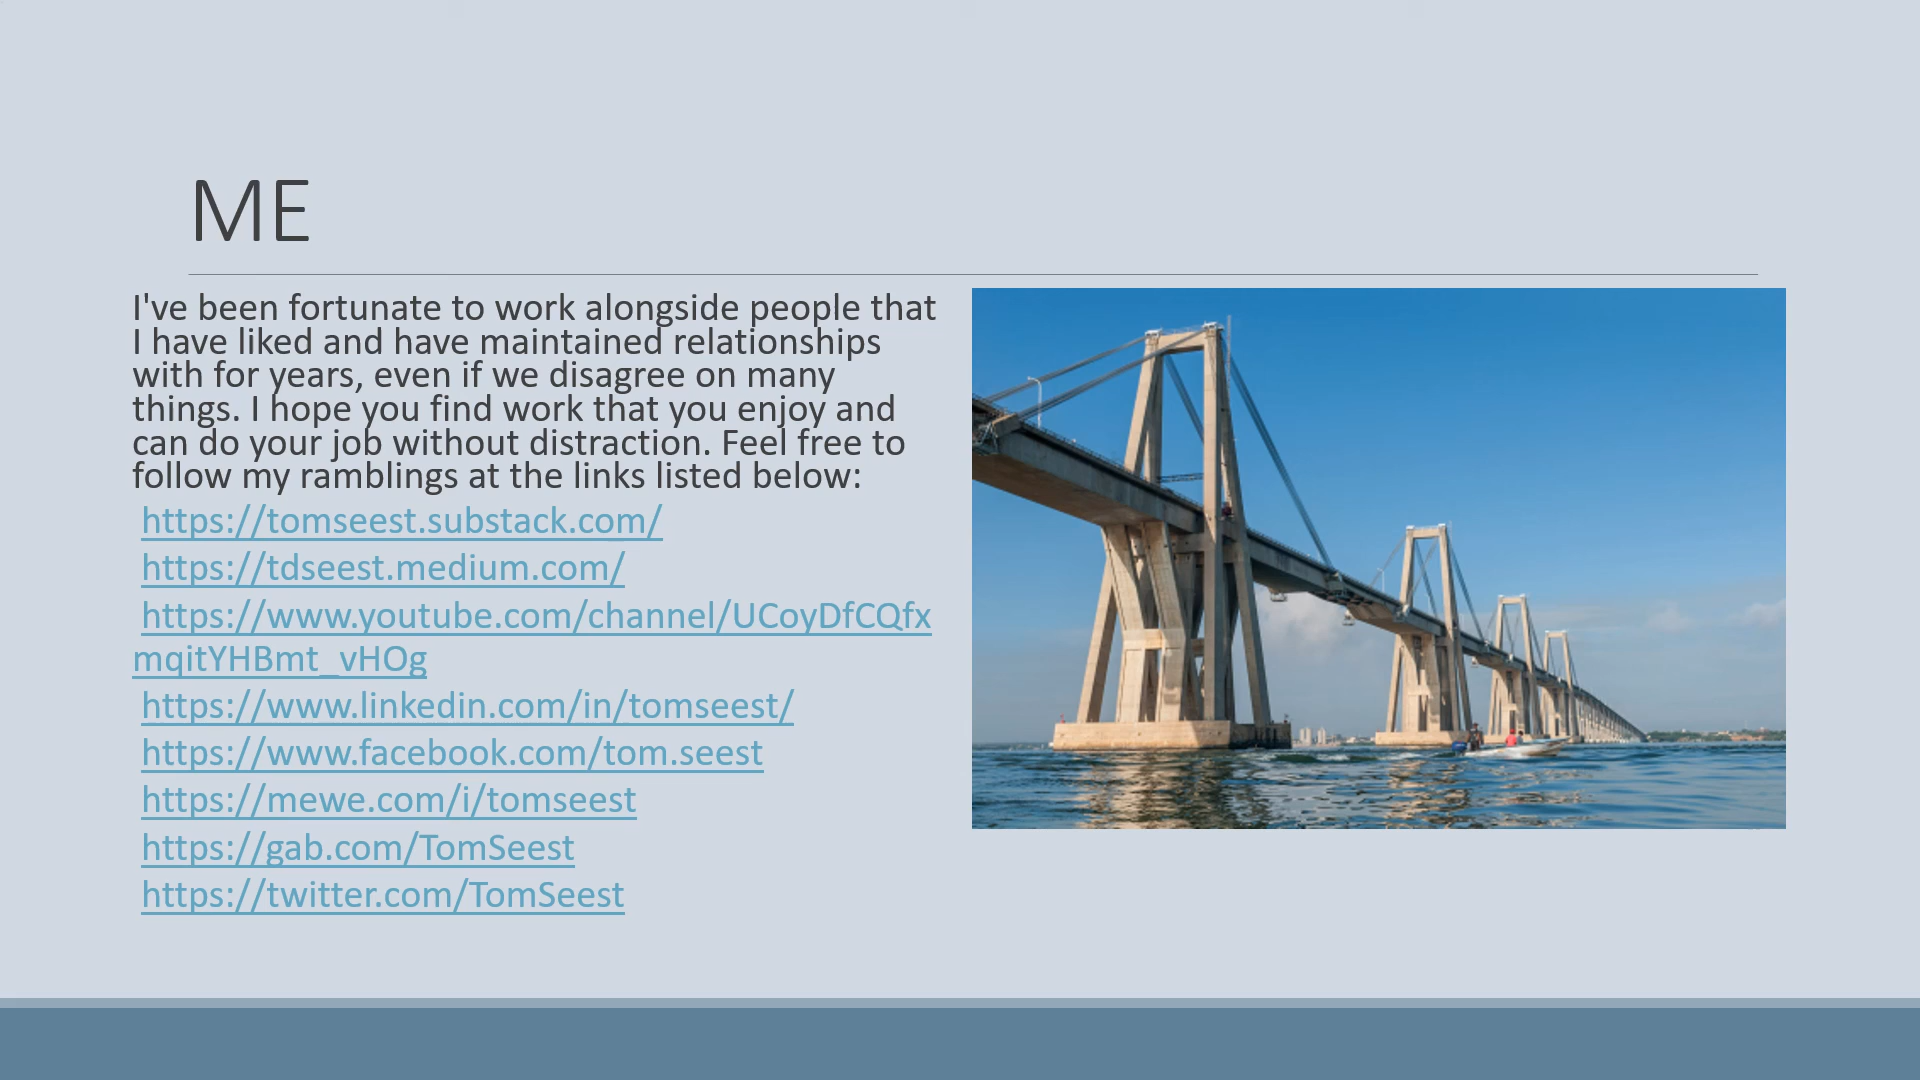 ME
I've been fortunate to work alongside people that
I have liked and have maintained relationships
with for years, even if we disagree on many
things. I hope you find work that you enjoy and
can do your job without distraction. Feel free to
follow my ramblings at the links listed below:
https://tomseest.substack.com/
https://tdseest.medium.com/
https://www.youtube.com/channel/UCoyDfCQfx
mqitYHBmt_vHOg
https://www.linkedin.com/in/tomseest/
https://www.facebook.com/tom.seest
https://mewe.com/i/tomseest
https://gab.com/TomSeest
https://twitter.com/TomSeest